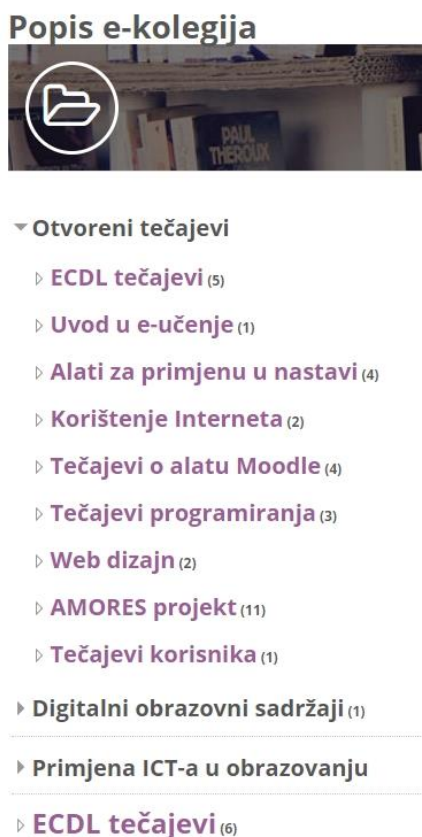 Popis e-kolegija
PAUL
THEROUX
Otvoreni tečajevi
ECDL tečajevi (5)
Uvod u e-učenje (1)
Alati za primjenu u nastavi (4)
Korištenje Interneta (2)
Tečajevi o alatu Moodle (4)
Tečajevi programiranja (3)
Web dizajn (2)
AMORES projekt (11)
Tečajevi korisnika (1)
Digitalni obrazovni sadržaji (1)
Primjena ICT-a u obrazovanju
ECDL tečajevi (6)